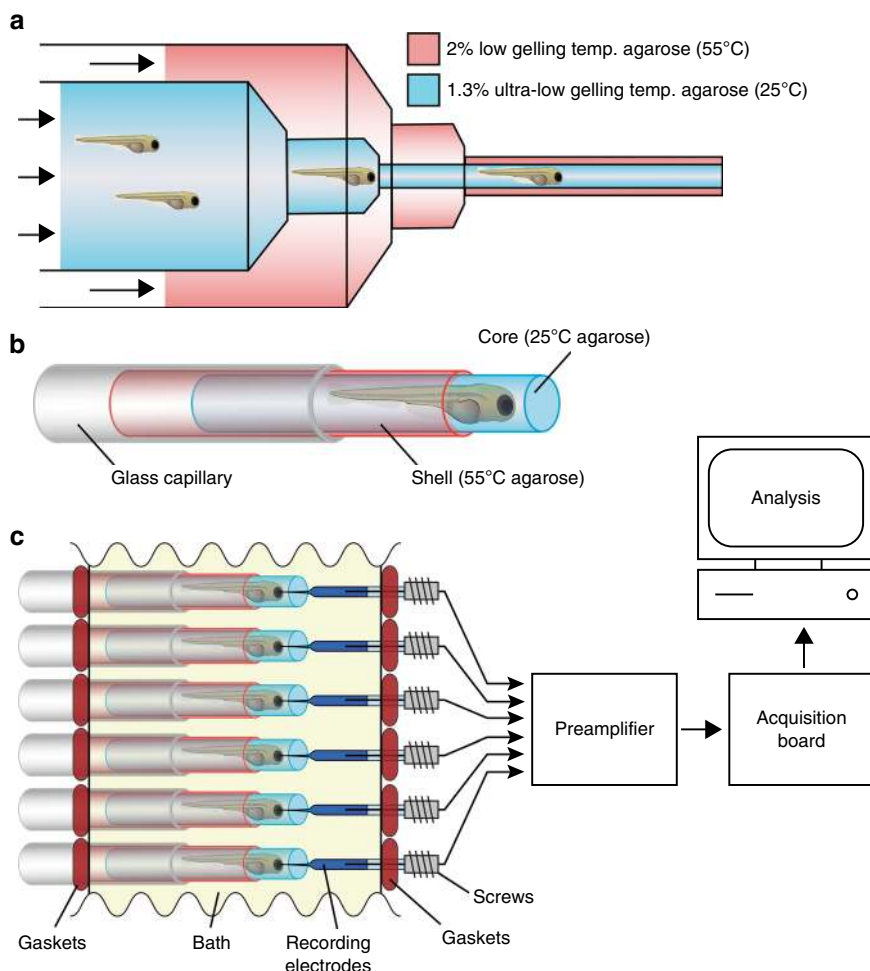 a
2% low gelling temp. agarose (55°C)
1.3% ultra-low gelling temp. agarose (25°C)
b
Core (25°C agarose)
Glass capillary
Shell (55°C agarose)
Analysis
c
Preamplifier
Acquisition
board
Screws
Gaskets
Bath
Recording
electrodes
Gaskets